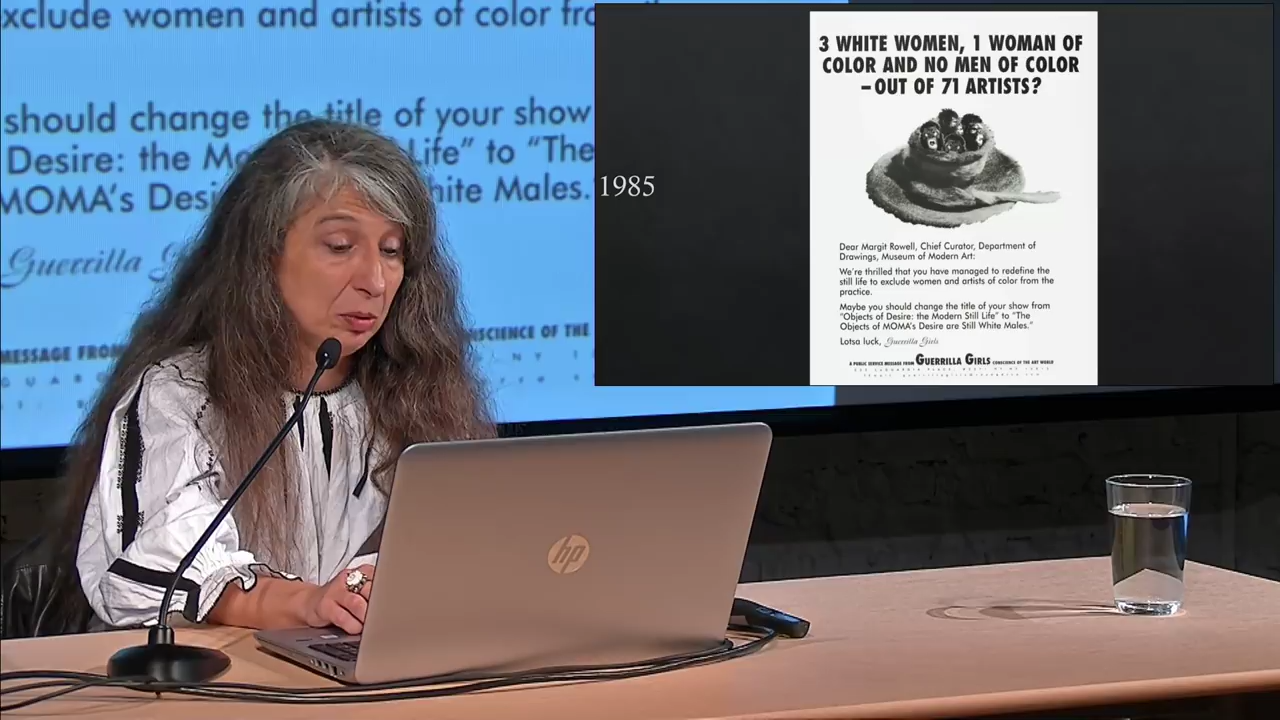 xclude women and artists of color fro
should change the title of your show
Desire: the Mo Life" to "The
MOMA's Desi hite Males."
Guerrilla G
MESSAGE FROM NSCIENCE OF THE
1985
3 WHITE WOMEN, 1 WOMAN OF
COLOR AND NO MEN OF COLOR
–OUT OF 71 ARTISTS?
Dear Margit Rowell, Chief Curator, Department of
Drawings, Museum of Modern Art:
We're thrilled that you have managed to redefine the
still life to exclude women and artists of color from the
practice.
Maybe you should change the title of your show from
"Objects of Desire: the Modern Still Life" to "The
Objects of MOMA's Desire are Still White Males."
Lotsa luck, Guerrilla Girls
A PUBLIC SERVICE MESSAGE FROM GUERRILLA GIRLS CONSCIENCE OF THE ART WORLD
hp